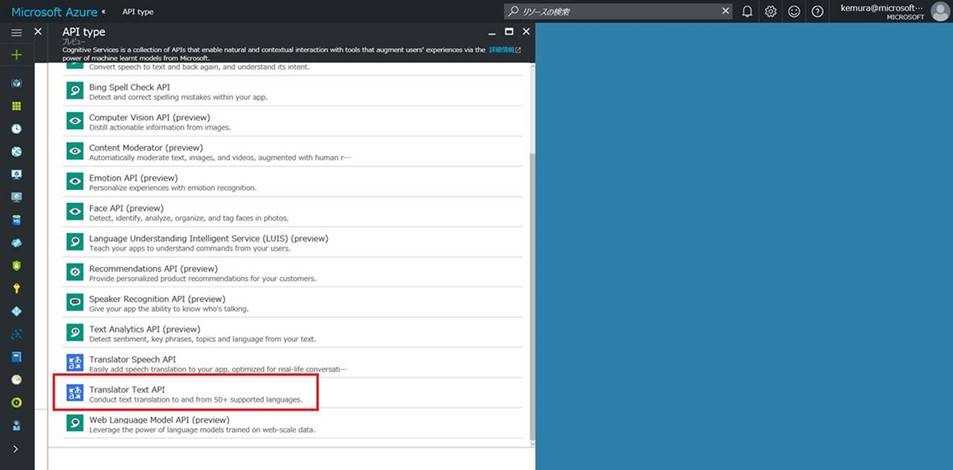 Microsoft Azure « API type
リソースの検索
kemura@microsoft···
MICROSOFT
API type
プレビュー
Cognitive Services is a collection of APIs that enable natural and contextual interaction with tools that augment users' experiences via the
power of machine learnt models from Microsoft.
詳細情報
Convert speech to text and back again, and understand its intent.
Bing Spell Check API
Detect and correct spelling mistakes within your app.
Computer Vision API (preview)
Distill actionable information from images.
Content Moderator (preview)
Automatically moderate text, images, and videos, augmented with human r···
Emotion API (preview)
Personalize experiences with emotion recognition.
Face API (preview)
Detect, identify, analyze, organize, and tag faces in photos.
Language Understanding Intelligent Service (LUIS) (preview)
Teach your apps to understand commands from your users.
Recommendations API (preview)
Provide personalized product recommendations for your customers.
Speaker Recognition API (preview)
Give your app the ability to know who's talking.
Text Analytics API (preview)
Detect sentiment, key phrases, topics and language from your text.
Translator Speech API
Easily add speech translation to your app, optimized for real-life conversati···
Translator Text API
Conduct text translation to and from 50+ supported languages.
Web Language Model API (preview)
Leverage the power of language models trained on web-scale data.